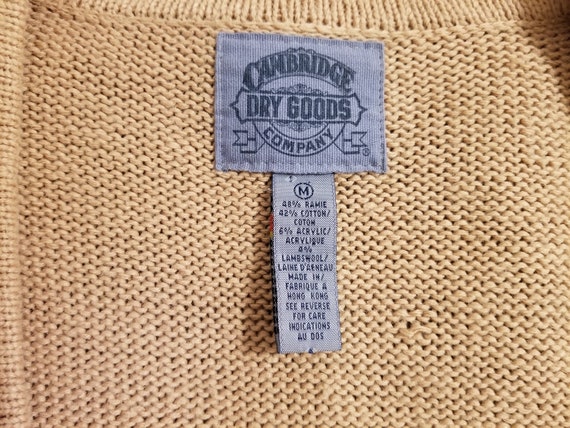 CAMBRIDGE
DRY GOODS
COMPANY
®
M
48% RAMIE
42% COTTON/
COTON
6% ACRYLIC/
ACRYLIQUE
4%
LAMBSWOOL/
LAINE D'AGNEAU
MADE IN/
FABRIQUE A
HONG KONG
SEE REVERSE
FOR CARE
INDICATIONS
AU DOS